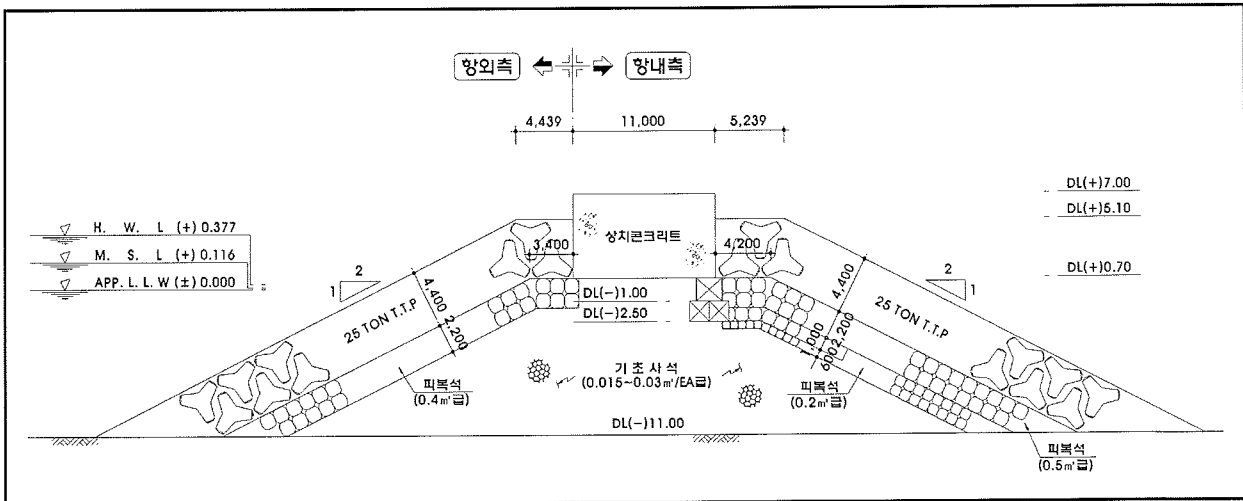 항외측
항내측
4,439 11,000 5,239
DL(+)7.00
DL(+)5.10
DL(+)0.70
H. W. L (+) 0.377
M. S. L (+) 0.116
APP. L. L. W (±) 0.000
2
1
2
1
상치콘크리트
3,400
4,200
4,400
2,200
25 TON T.T.P
DL(-)1.00
DL(-)2.50
4,400
2,200
1,000
600
25 TON T.T.P
기 초 사 석
(0.015~0.03㎥/EA급)
피복석
(0.4㎥급)
피복석
(0.2㎥급)
DL(-)11.00
피복석
(0.5㎥급)